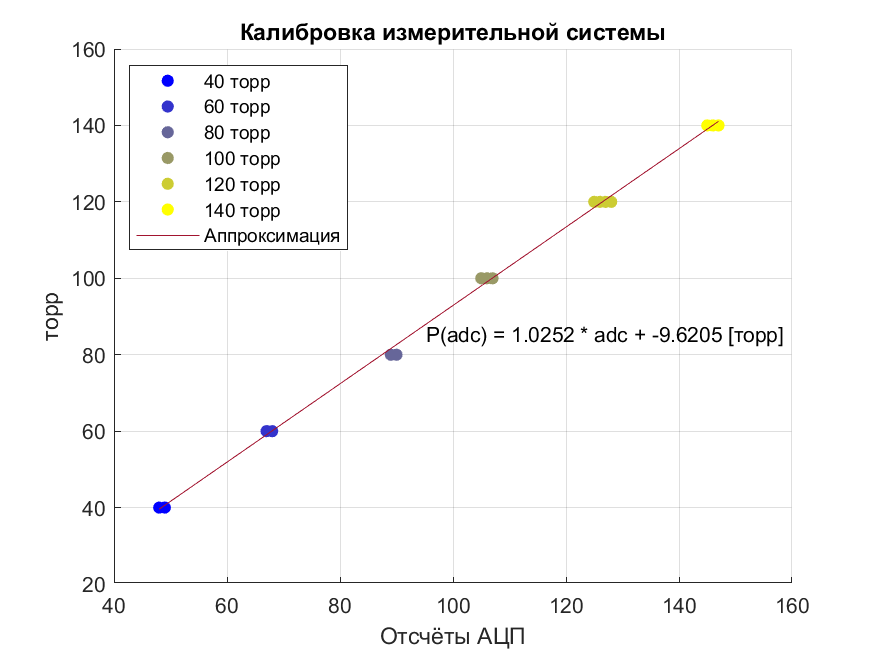 Калибровка измерительной системы
160
140
120
100
80
60
40
20
торр
40 торр
60 торр
80 торр
100 торр
120 торр
140 торр
Аппроксимация
P(adc) = 1.0252 * adc + -9.6205 [торр]
40 60 80 100 120 140 160
Отсчёты АЦП